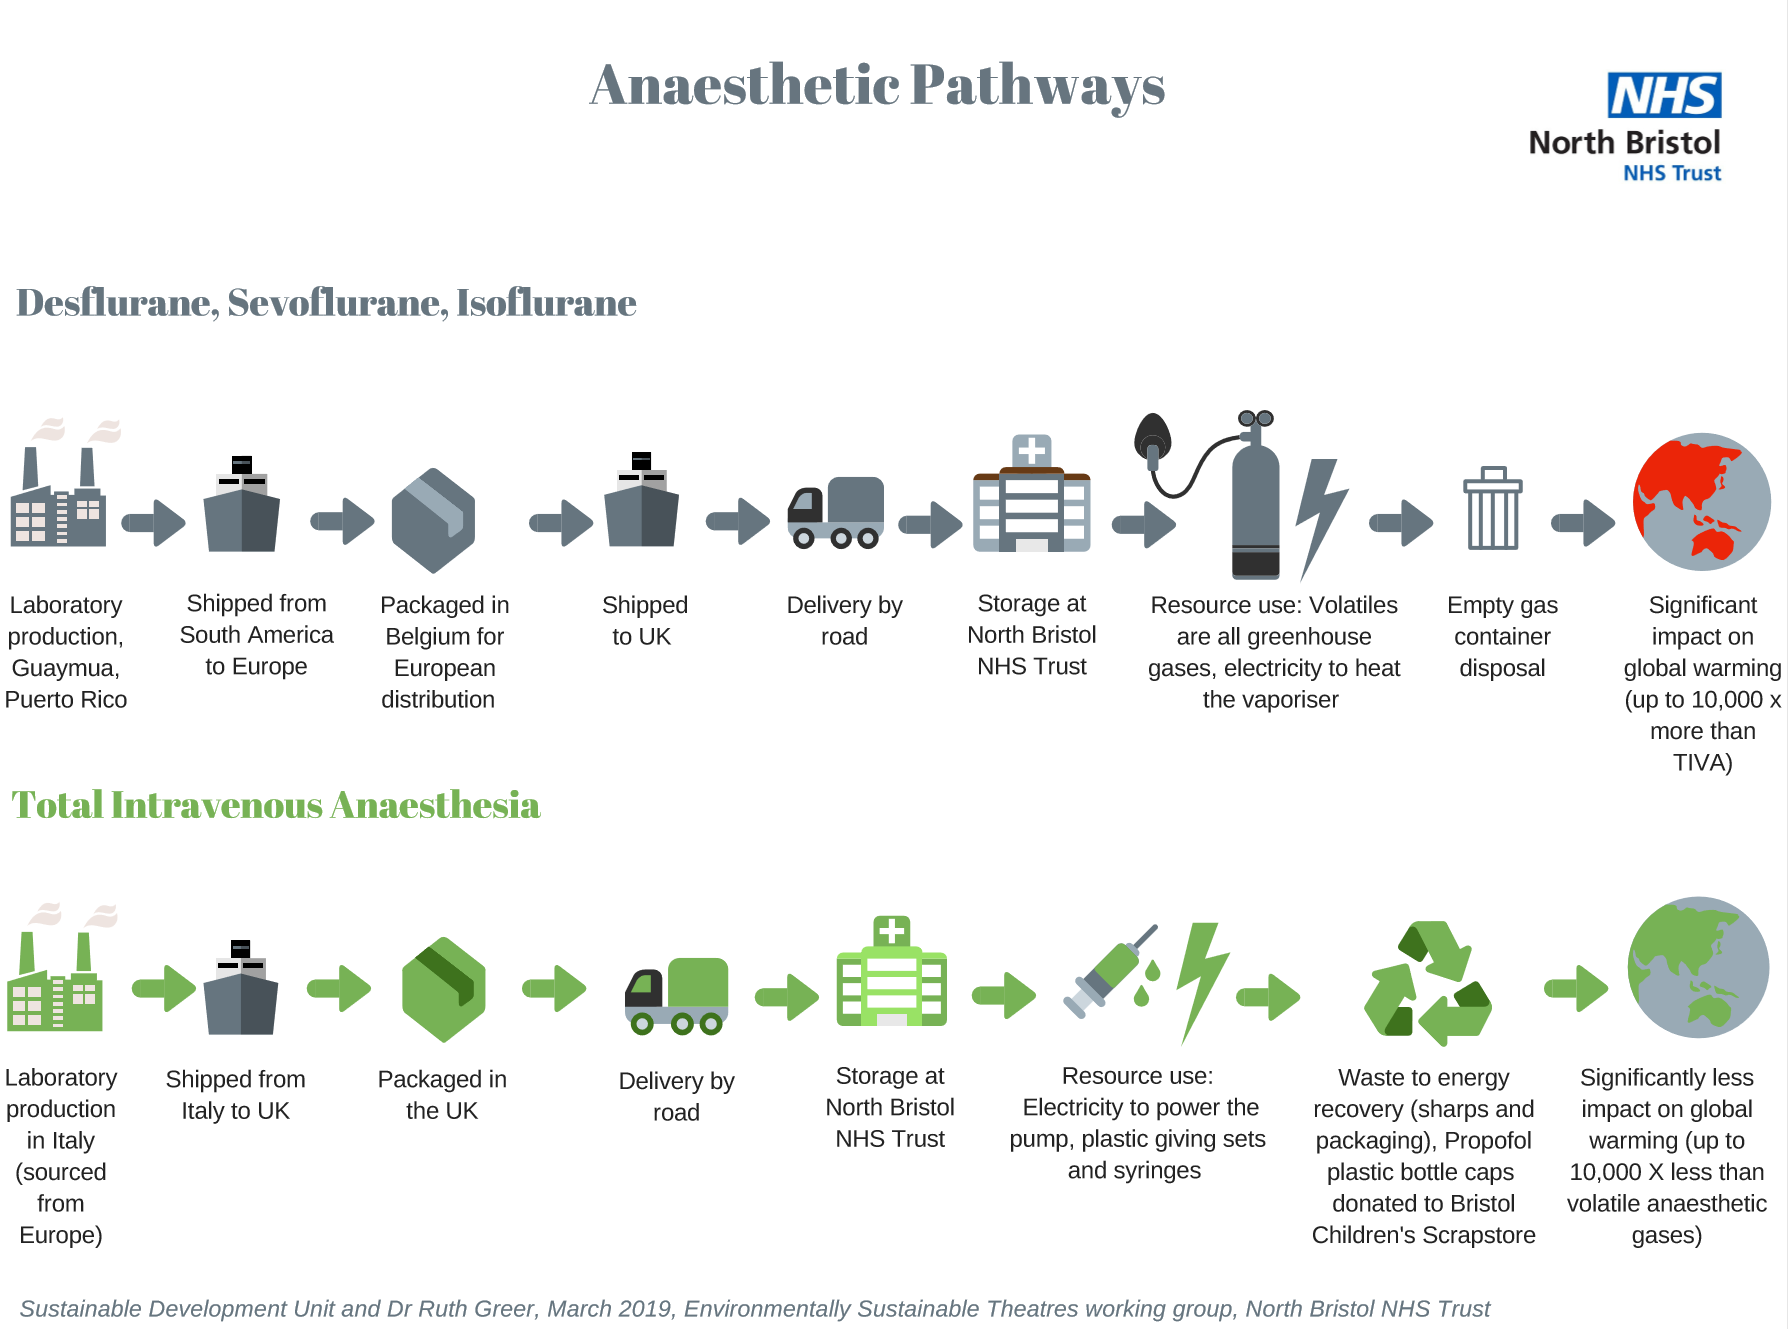 Anaesthetic Pathways
NHS
North Bristol
NHS Trust
Desflurane, Sevoflurane, Isoflurane
Laboratory
production,
Guaymua,
Puerto Rico
Shipped from
South America
to Europe
Packaged in
Belgium for
European
distribution
Shipped
to UK
Delivery by
road
Storage at
North Bristol
NHS Trust
Resource use: Volatiles
are all greenhouse
gases, electricity to heat
the vaporiser
Empty gas
container
disposal
Significant
impact on
global warming
(up to 10,000 x
more than
TIVA)
Total Intravenous Anaesthesia
Laboratory
production
in Italy
(sourced
from
Europe)
Shipped from
Italy to UK
Packaged in
the UK
Delivery by
road
Storage at
North Bristol
NHS Trust
Resource use:
Electricity to power the
pump, plastic giving sets
and syringes
Waste to energy
recovery (sharps and
packaging), Propofol
plastic bottle caps
donated to Bristol
Children's Scrapstore
Significantly less
impact on global
warming (up to
10,000 X less than
volatile anaesthetic
gases)
Sustainable Development Unit and Dr Ruth Greer, March 2019, Environmentally Sustainable Theatres working group, North Bristol NHS Trust